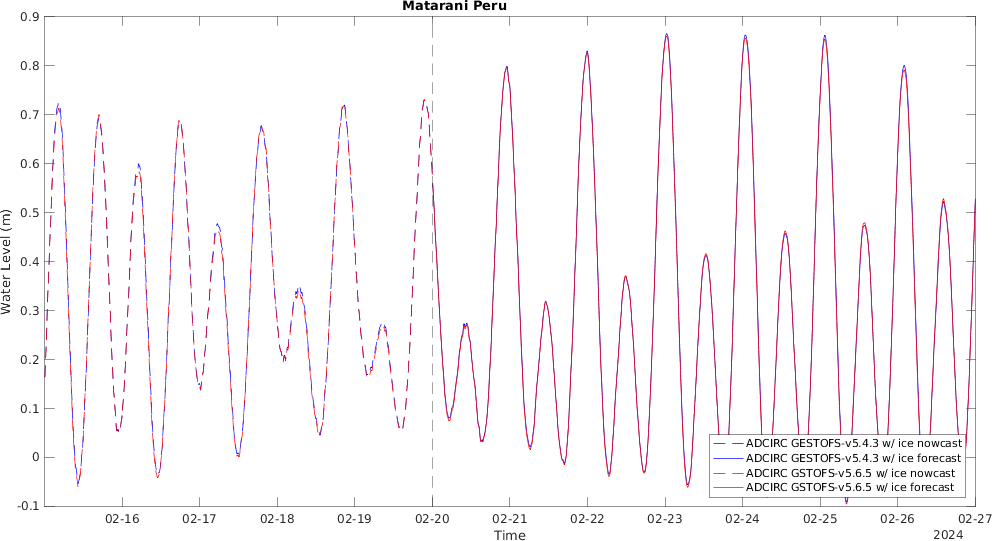 Matarani Peru
0.9
0.8
0.7
0.6
0.5
0.4
0.3
0.2
0.1
0
-0.1
Water Level (m)
ADCIRC GESTOFS-v5.4.3 w/ ice nowcast
ADCIRC GESTOFS-v5.4.3 w/ ice forecast
ADCIRC GSTOFS-v5.6.5 w/ ice nowcast
ADCIRC GSTOFS-v5.6.5 w/ ice forecast
02-16 02-17 02-18 02-19 02-20 02-21 02-22 02-23 02-24 02-25 02-26 02-27
Time
2024